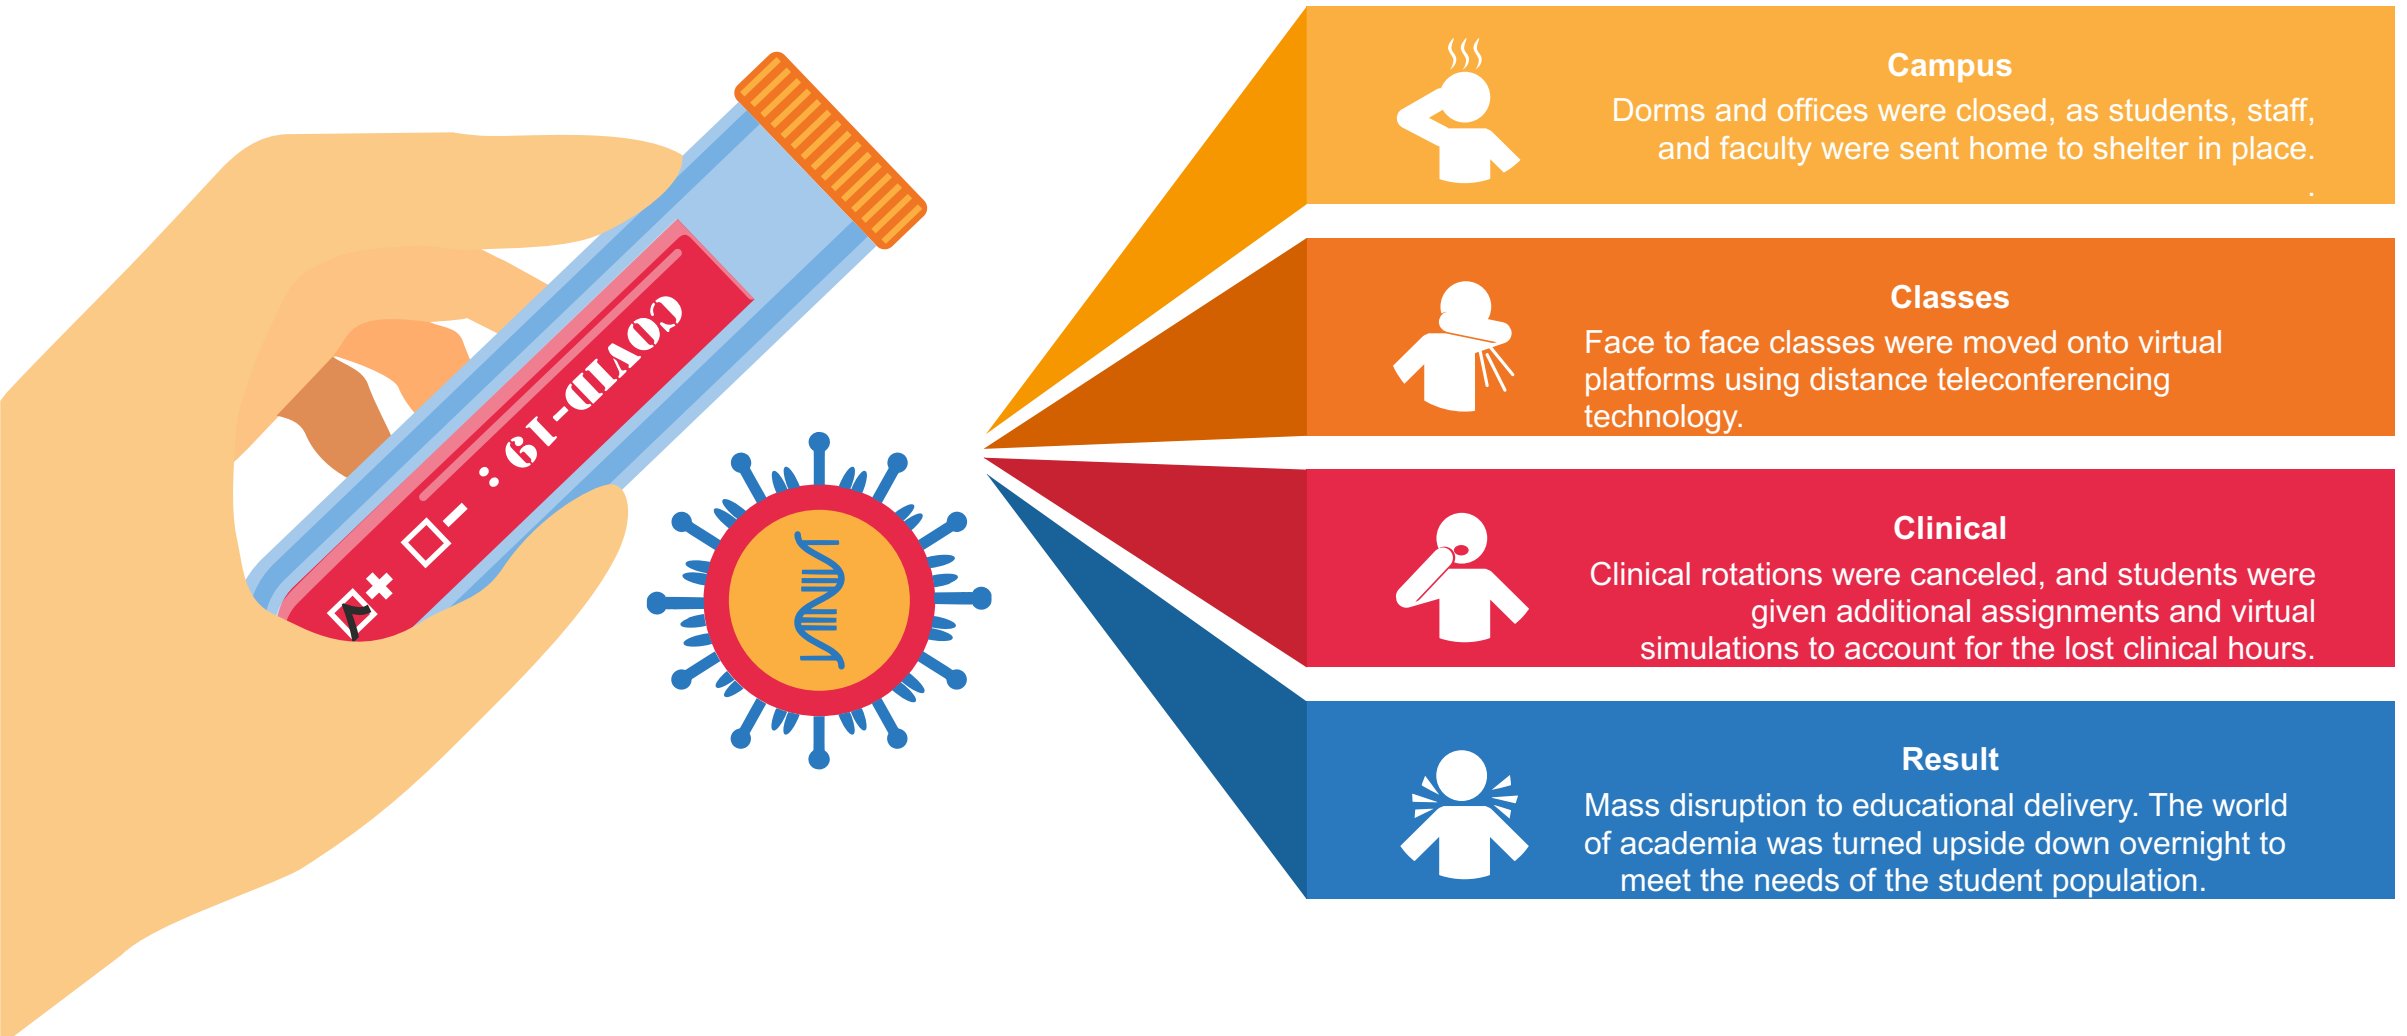 COVID-19 :
Campus
Dorms and offices were closed, as students, staff,
and faculty were sent home to shelter in place.
.
Classes
Face to face classes were moved onto virtual
platforms using distance teleconferencing
technology.
Clinical
Clinical rotations were canceled, and students were
given additional assignments and virtual
simulations to account for the lost clinical hours.
Result
Mass disruption to educational delivery. The world
of academia was turned upside down overnight to
meet the needs of the student population.